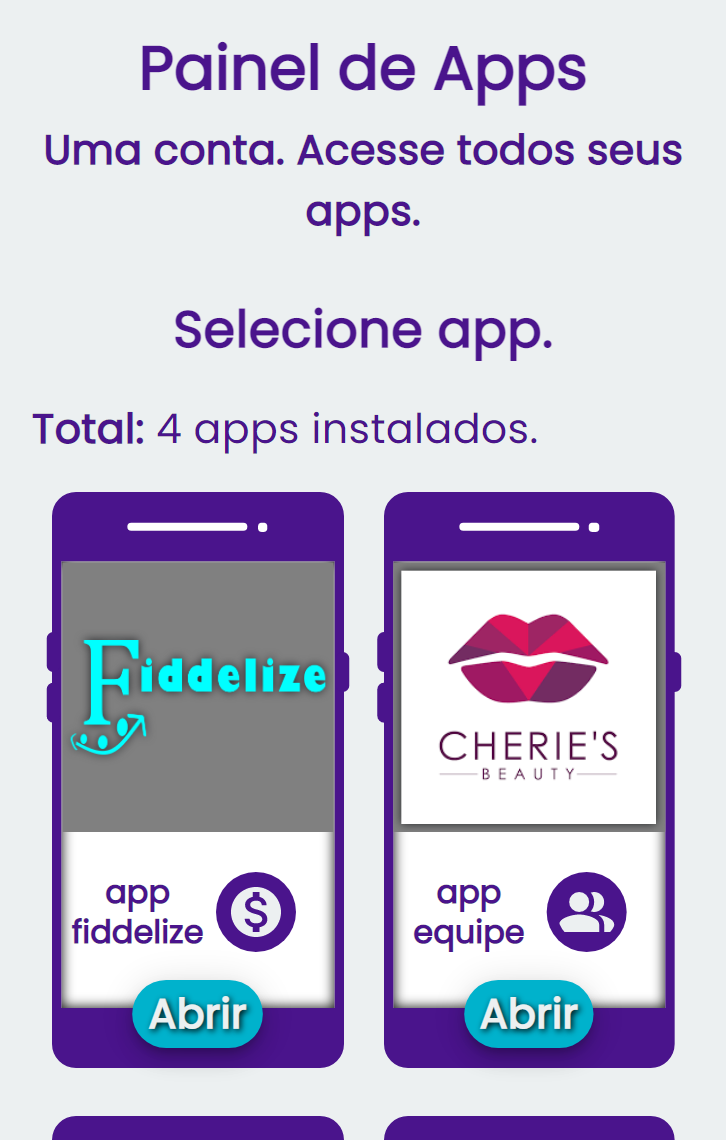 Painel de Apps
Uma conta. Acesse todos seus
apps.
Selecione app.
Total: 4 apps instalados.
Fiddelize
CHERIE'S
BEAUTY
app
fiddelize
$
app
equipe
Abrir
Abrir